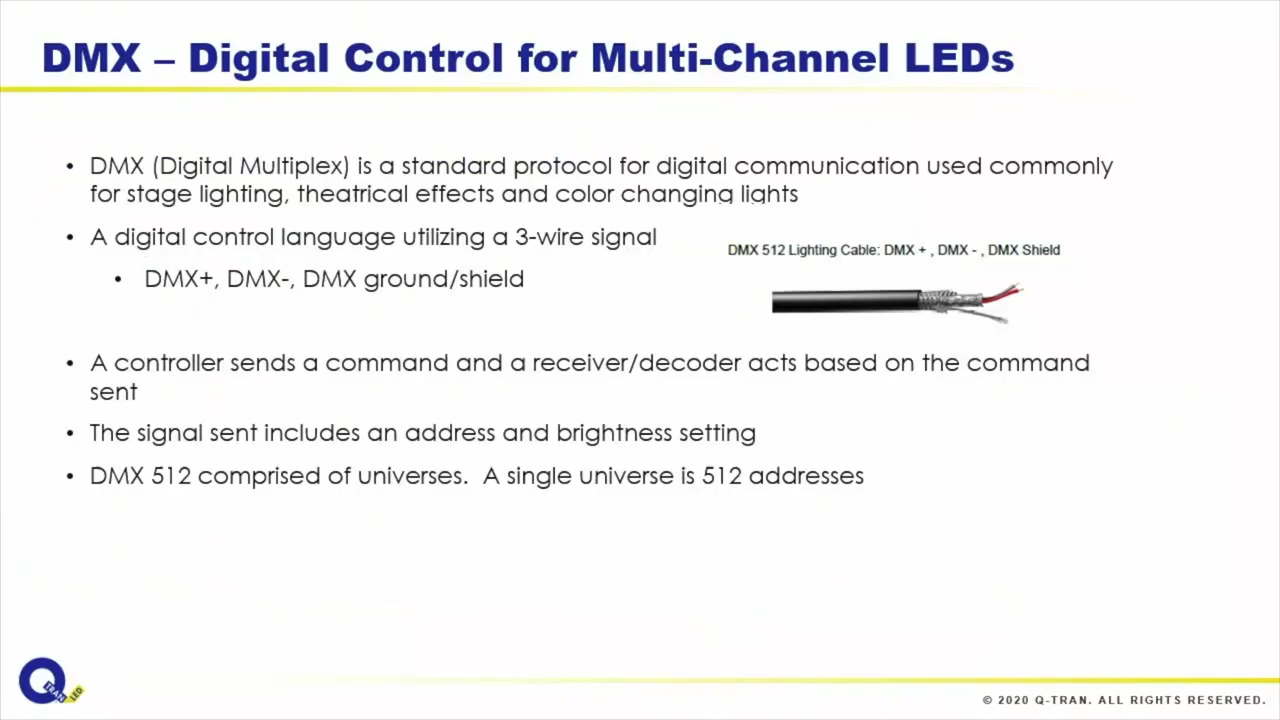 DMX – Digital Control for Multi-Channel LEDs
• DMX (Digital Multiplex) is a standard protocol for digital communication used commonly
for stage lighting, theatrical effects and color changing lights
• A digital control language utilizing a 3-wire signal
DMX 512 Lighting Cable: DMX + , DMX - , DMX Shield
• DMX+, DMX-, DMX ground/shield
• A controller sends a command and a receiver/decoder acts based on the command
sent
• The signal sent includes an address and brightness setting
• DMX 512 comprised of universes.  A single universe is 512 addresses
Q TRAN LED
© 2020 Q-TRAN. ALL RIGHTS RESERVED.